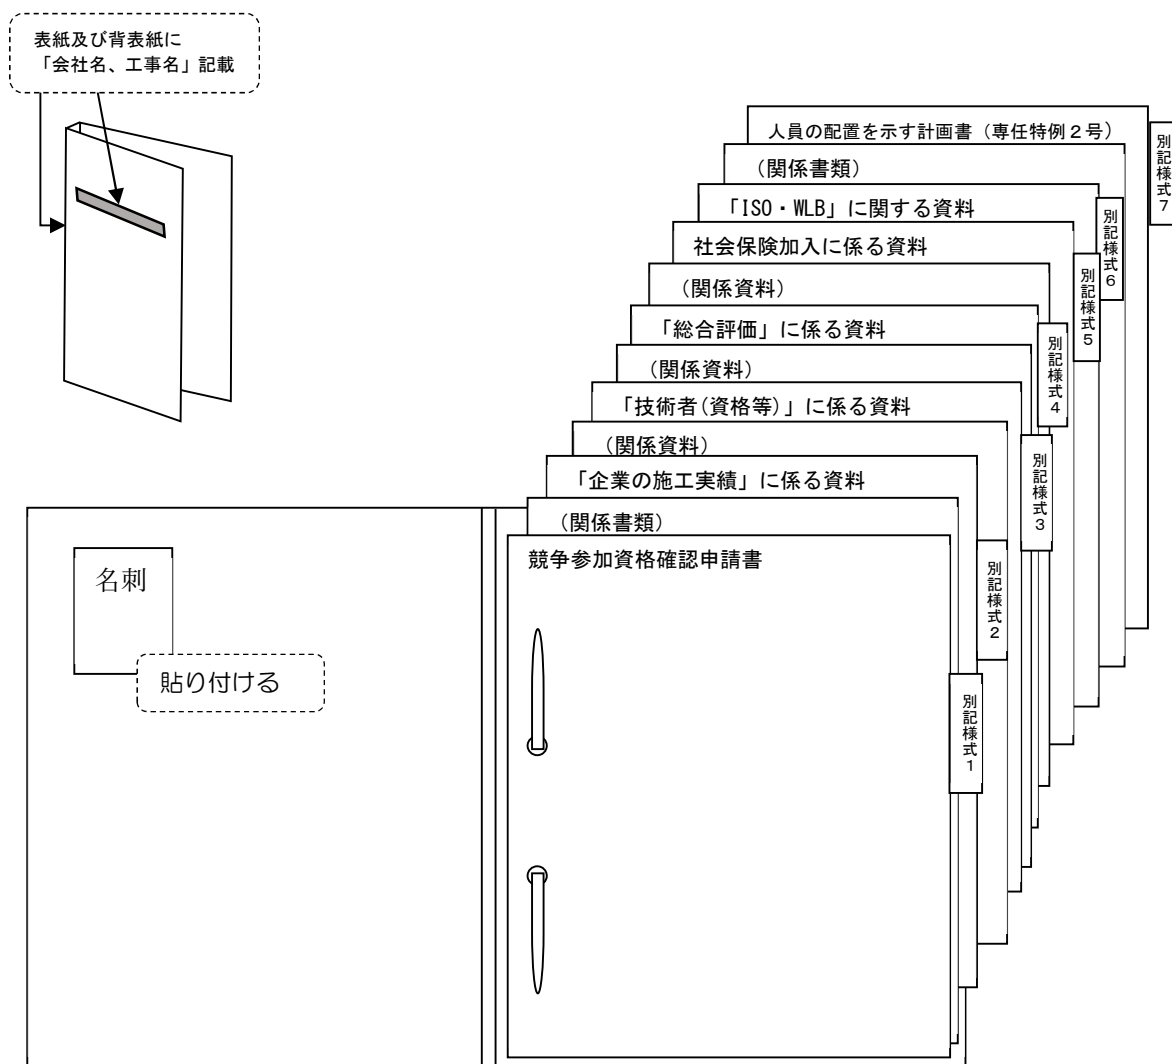 表紙及び背表紙に
「会社名、工事名」記載
人員の配置を示す計画書（専任特例２号）
別記様式７
（関係書類）
「ISO・WLB」に関する資料
別記様式６
社会保険加入に係る資料
別記様式５
（関係資料）
「総合評価」に係る資料
別記様式４
（関係資料）
「技術者(資格等)」に係る資料
別記様式３
（関係資料）
「企業の施工実績」に係る資料
別記様式２
（関係書類）
競争参加資格確認申請書
別記様式１
名刺
貼り付ける